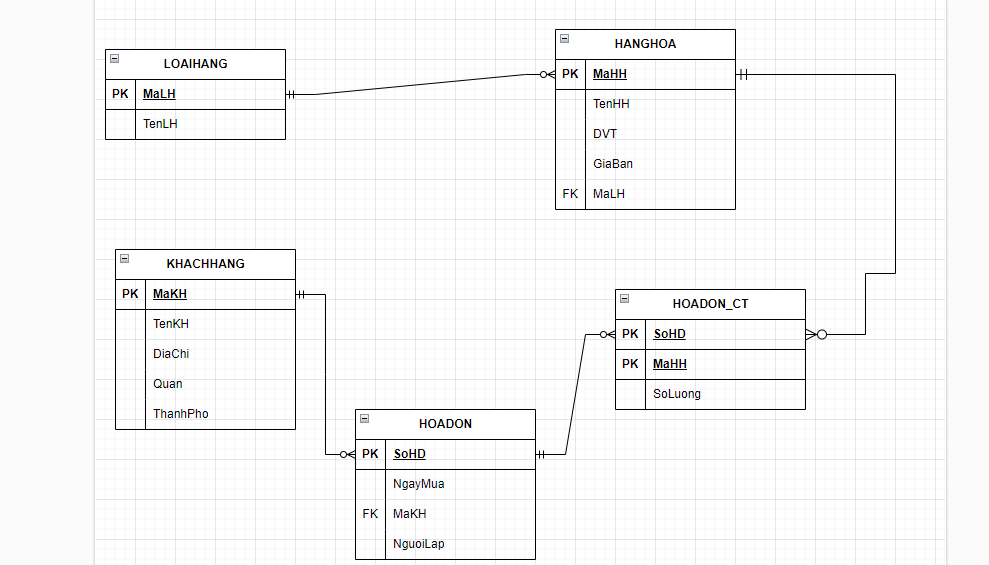 LOAIHANG
PK MaLH
TenLH
HANGHOA
PK MaHH
TenHH
DVT
GiaBan
FK MaLH
KHACHHANG
PK MaKH
TenKH
DiaChi
Quan
ThanhPho
HOADON_CT
PK SoHD
PK MaHH
SoLuong
HOADON
PK SoHD
NgayMua
FK MaKH
NguoiLap